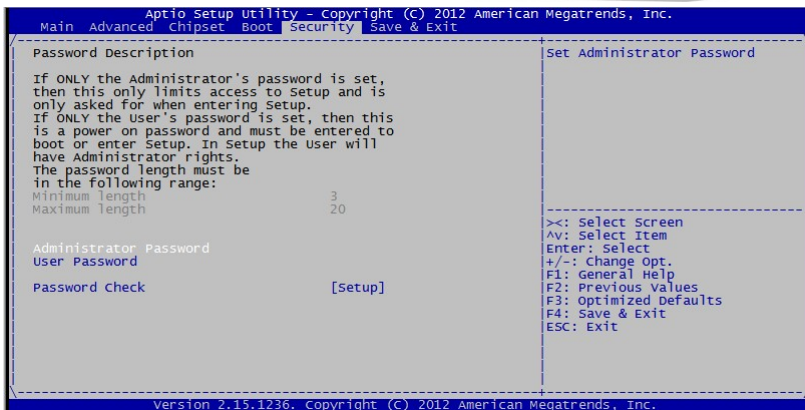 Aptio Setup Utility – Copyright (C) 2012 American Megatrends, Inc.
Main Advanced Chipset Boot Security Save & Exit
Password Description
If ONLY the Administrator's password is set,
then this only limits access to Setup and is
only asked for when entering Setup.
If ONLY the User's password is set, then this
is a power on password and must be entered to
boot or enter Setup. In Setup the User will
have Administrator rights.
The password length must be
in the following range:
Minimum length 3
Maximum length 20
Administrator Password
User Password
Password Check [Setup]
Set Administrator Password
><: Select Screen
^v: Select Item
Enter: Select
+/-: Change Opt.
F1: General Help
F2: Previous Values
F3: Optimized Defaults
F4: Save & Exit
ESC: Exit
Version 2.15.1236. Copyright (C) 2012 American Megatrends, Inc.